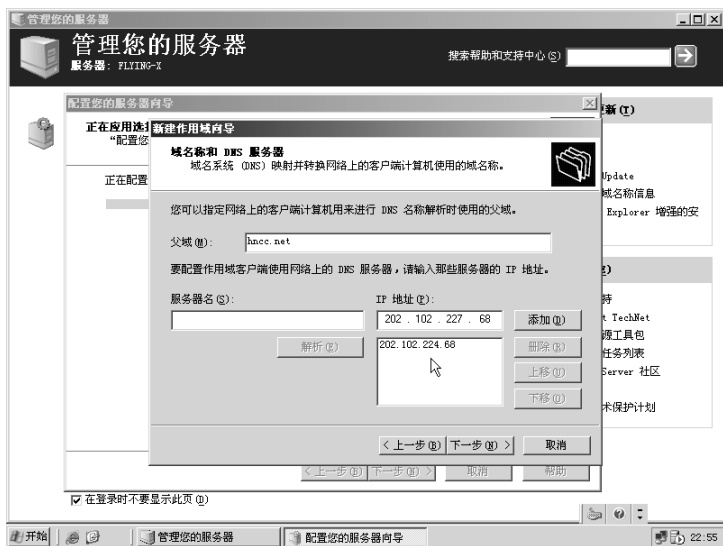 管理您的服务器
管理您的服务器
服务器: FLYING-X
搜索帮助和支持中心(S)
配置您的服务器向导
新(T)
正在应用选
“配置您
正在配置
新建作用域向导
域名称和 DNS 服务器
域名系统 (DNS) 映射并转换网络上的客户端计算机使用的域名称。
您可以指定网络上的客户端计算机用来进行 DNS 名称解析时使用的父域。
父域(M):
hncc.net
要配置作用域客户端使用网络上的 DNS 服务器,请输入那些服务器的 IP 地址。
服务器名(S):
IP 地址(P):
202 . 102 . 227 . 68
添加(D)
解析(E)
202.102.224.68
删除(R)
上移(U)
下移(O)
< 上一步(B)
下一步(N) >
取消
Update
域名称信息
Explorer 增强的安
)
持
t TechNet
源工具包
任务列表
Server 社区
术保护计划
< 上一步(B)
下一步(N) >
取消
帮助
在登录时不要显示此页(D)
开始
管理您的服务器
配置您的服务器向导
22:55